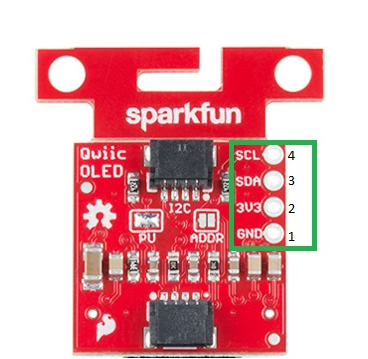 sparkfun
Qwiic
OLED
SCL 4
SDA 3
I2C
3V3 2
PU ADDR
GND 1